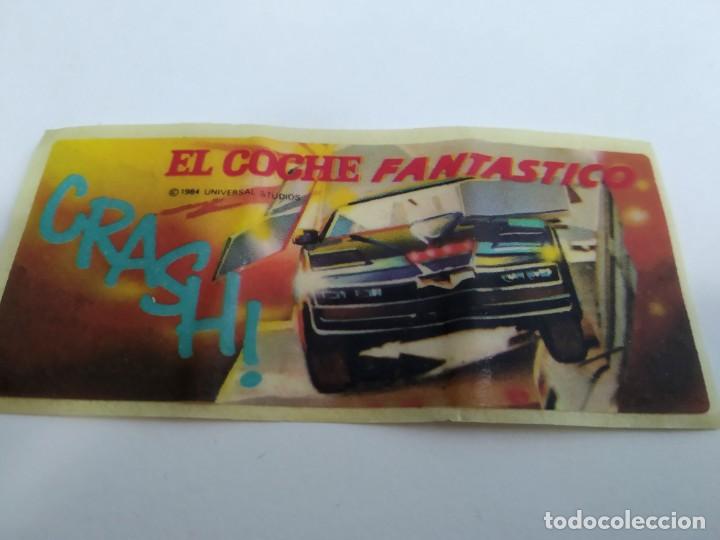 EL COCHE FANTASTICO
© 1984 UNIVERSAL STUDIOS
CRASH!
todocoleccion